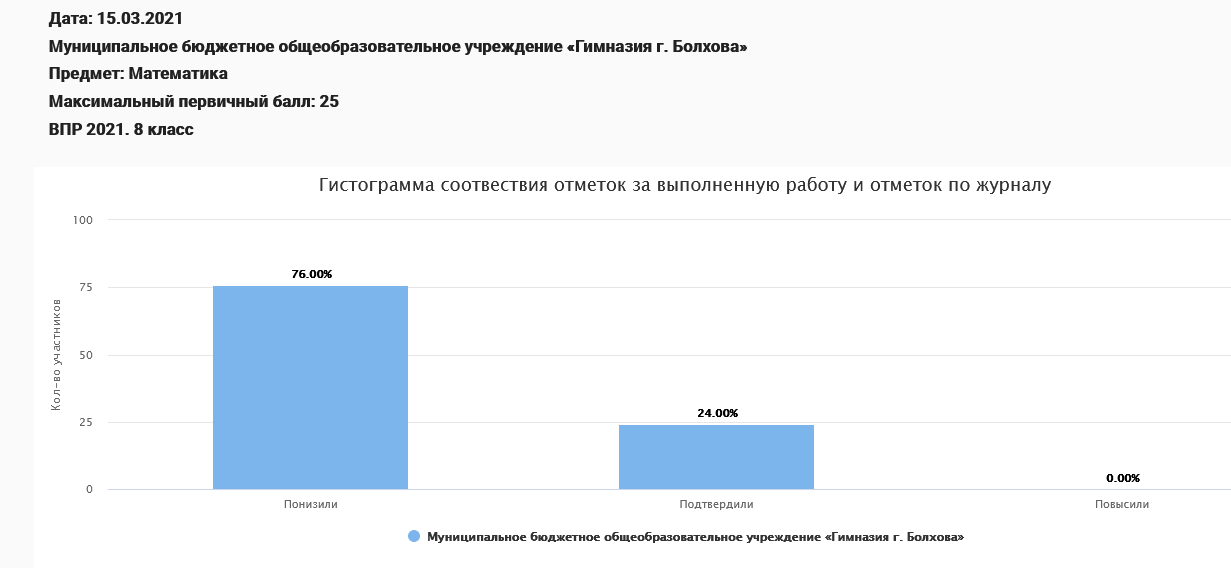 Дата: 15.03.2021
Муниципальное бюджетное общеобразовательное учреждение «Гимназия г. Болхова»
Предмет: Математика
Максимальный первичный балл: 25
ВПР 2021. 8 класс
Гистограмма соотвествия отметок за выполненную работу и отметок по журналу
100
75
50
25
0
Кол-во участников
76.00%
24.00%
0.00%
Понизили
Подтвердили
Повысили
Муниципальное бюджетное общеобразовательное учреждение «Гимназия г. Болхова»